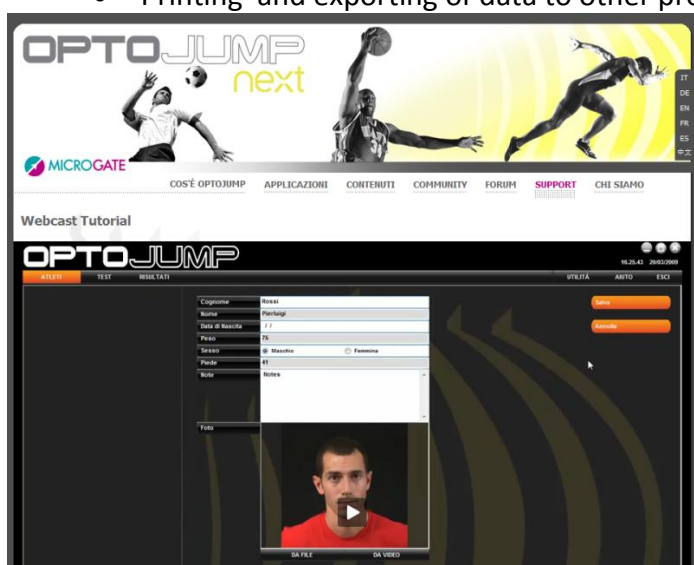 Printing and exporting of data to other pro
OPTOJUMP
next
IT
DE
EN
FR
ES
中文
MICROGATE
COS'È OPTOJUMP APPLICAZIONI CONTENUTI COMMUNITY FORUM SUPPORT CHI SIAMO
Webcast Tutorial
OPTOJUMP
16.25.43 20/03/2009
ATLETI TEST RISULTATI UTILITÀ AIUTO ESCI
Cognome Rossi Salva
Nome Pierluigi
Data di Nascita / / Annulla
Peso 75
Sesso Maschio Femmina
Piede 41
Note Notes
Foto
DA FILE DA VIDEO